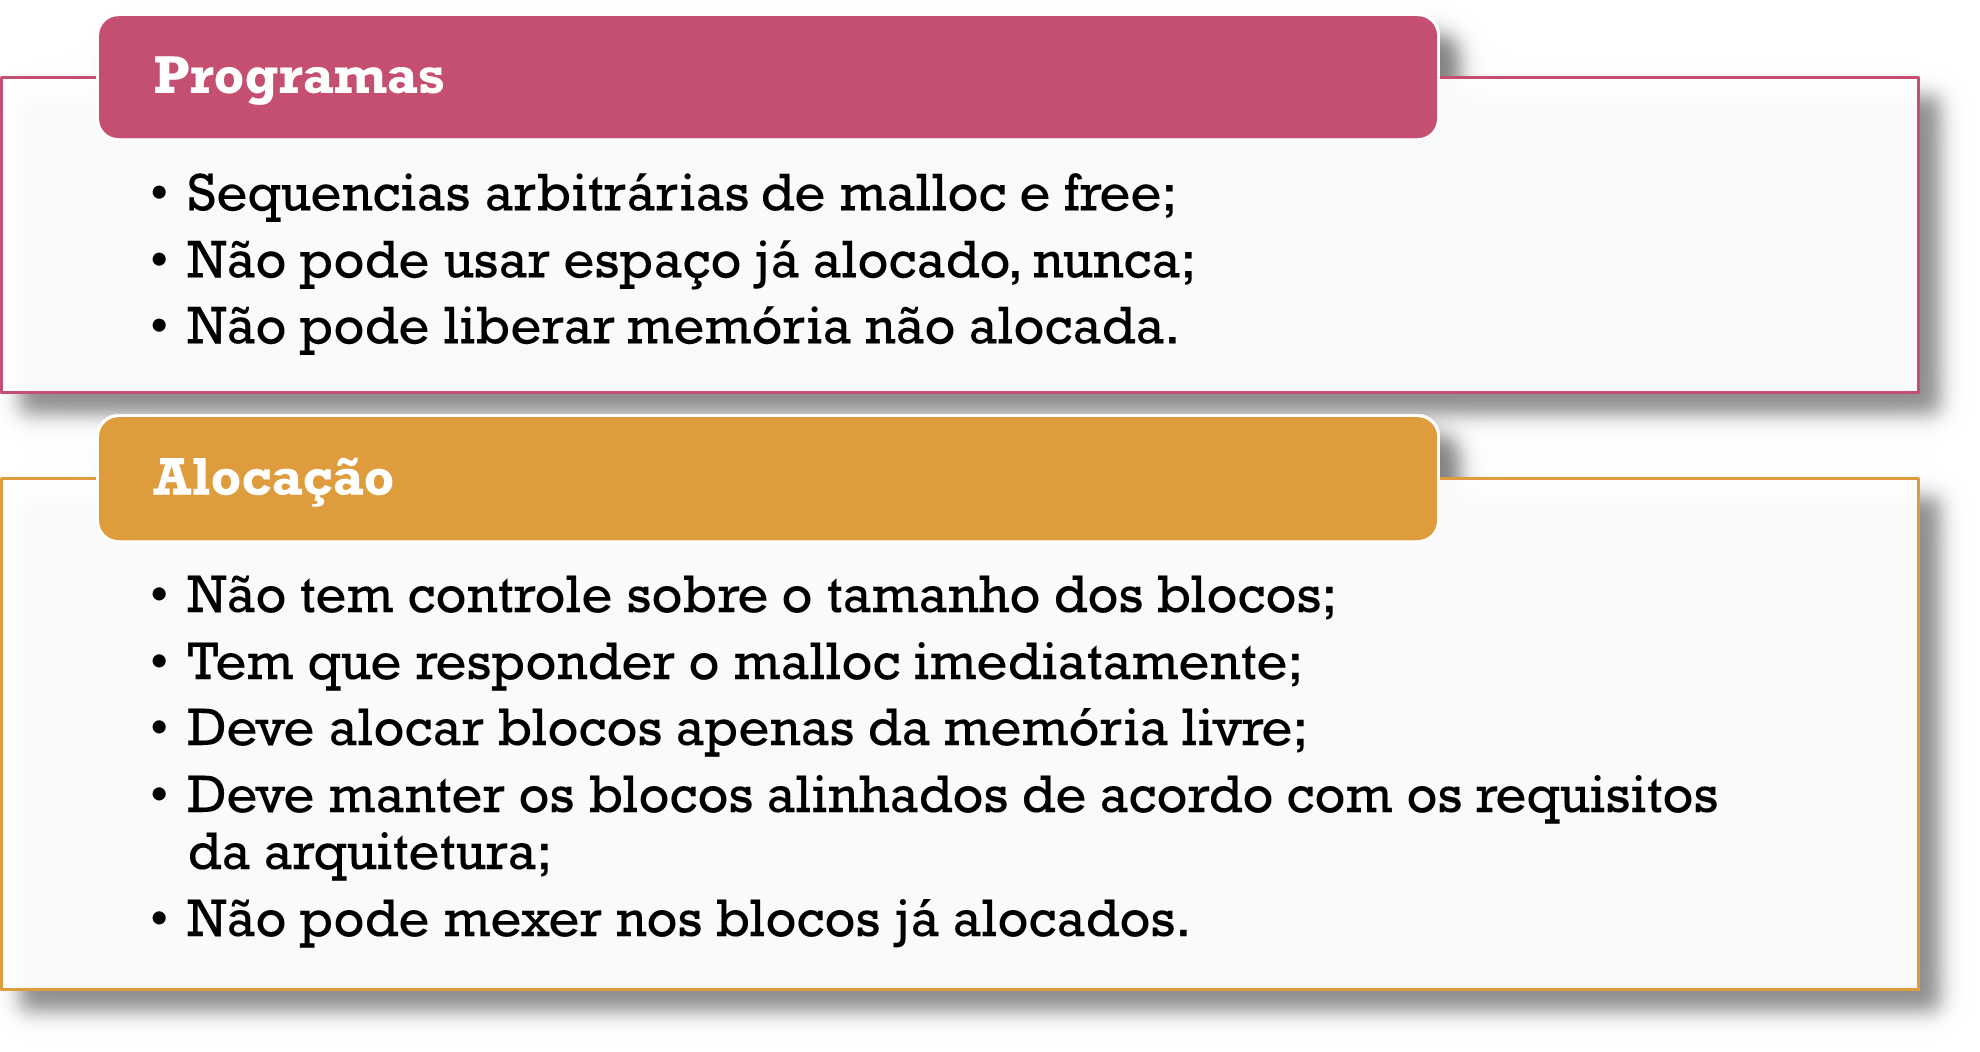 Programas
• Sequencias arbitrárias de malloc e free;
• Não pode usar espaço já alocado, nunca;
• Não pode liberar memória não alocada.
Alocação
• Não tem controle sobre o tamanho dos blocos;
• Tem que responder o malloc imediatamente;
• Deve alocar blocos apenas da memória livre;
• Deve manter os blocos alinhados de acordo com os requisitos
da arquitetura;
• Não pode mexer nos blocos já alocados.